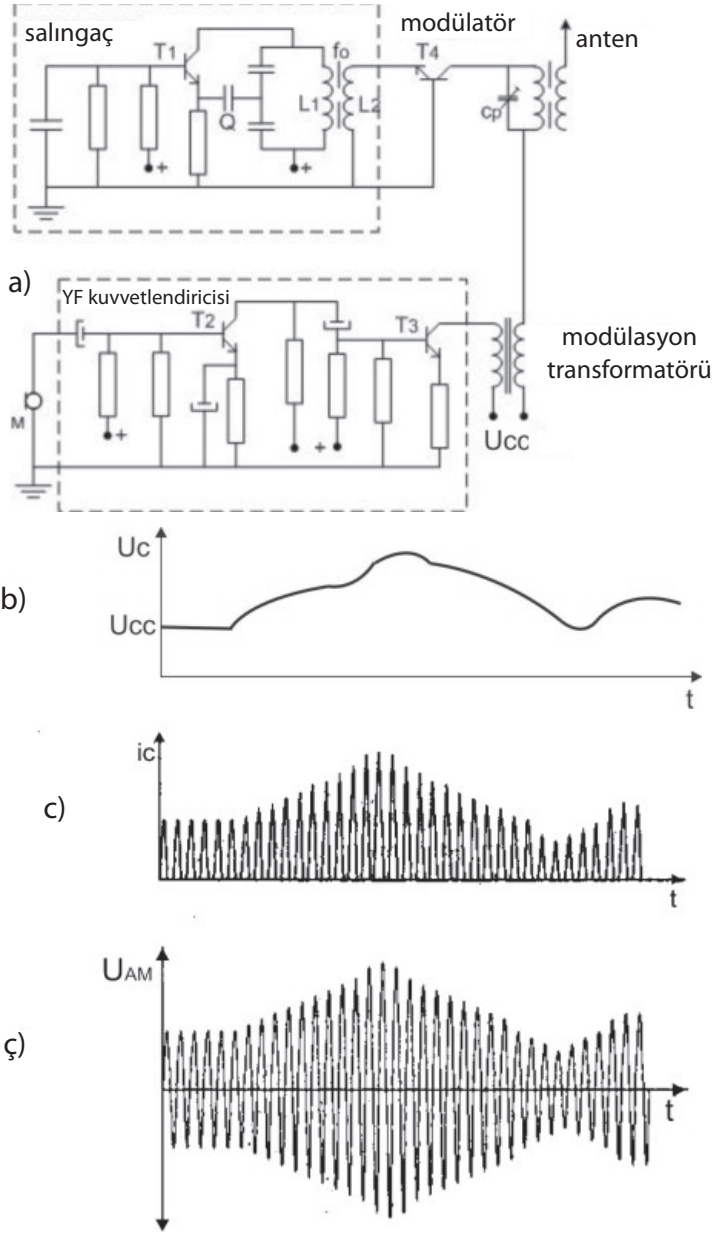 salıngaç
modülatör
T1
fo
T4
anten
Q
L1
L2
cp
+
+
a)
YF kuvvetlendiricisi
T2
T3
modülasyon
transformatörü
M
+
+
Ucc
b)
Uc
Ucc
t
c)
ic
t
ç)
UAM
t